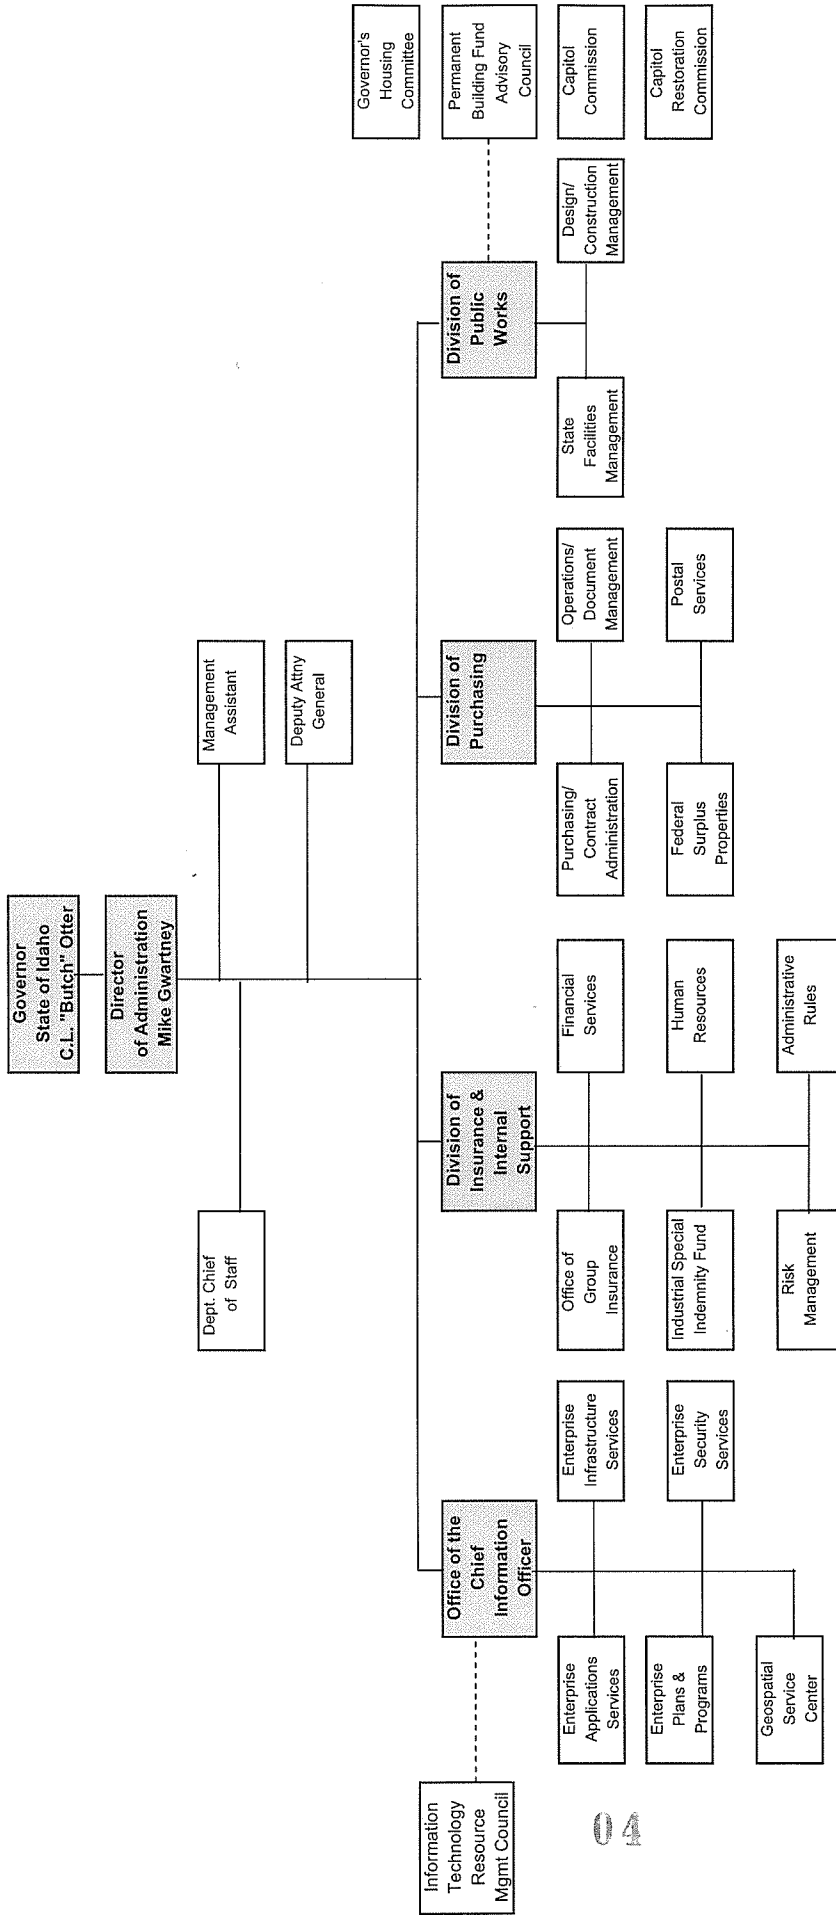 Governor
State of Idaho
C.L. "Butch" Otter
Director
of Administration
Mike Gwartney
Dept. Chief
of Staff
Management
Assistant
Deputy Attny
General
Information
Technology
Resource
Mgmt Council
Office of the
Chief
Information
Officer
Enterprise
Applications
Services
Enterprise
Infrastructure
Services
Enterprise
Plans &
Programs
Enterprise
Security
Services
Geospatial
Service
Center
Division of
Insurance &
Internal
Support
Office of
Group
Insurance
Financial
Services
Industrial Special
Indemnity Fund
Human
Resources
Risk
Management
Administrative
Rules
Division of
Purchasing
Purchasing/
Contract
Administration
Operations/
Document
Management
Federal
Surplus
Properties
Postal
Services
Division of
Public
Works
State
Facilities
Management
Design/
Construction
Management
Governor's
Housing
Committee
Permanent
Building Fund
Advisory
Council
Capitol
Commission
Capitol
Restoration
Commission
04